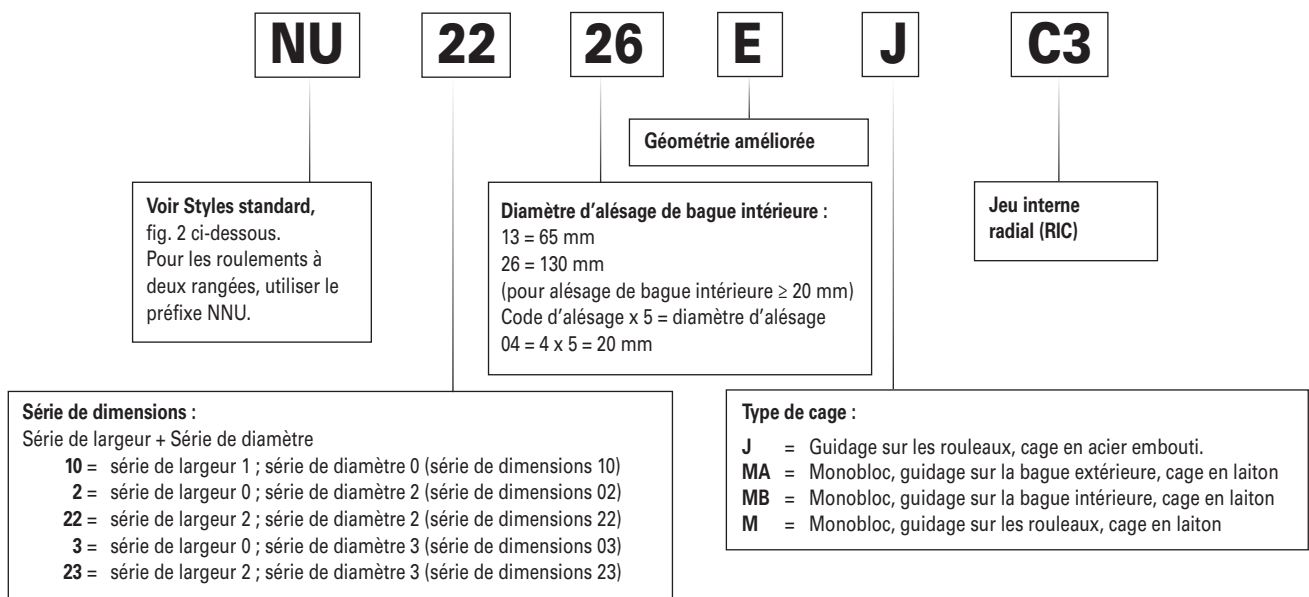 NU 22 26 E J C3
Géométrie améliorée
Voir Styles standard,
fig. 2 ci-dessous.
Pour les roulements à
deux rangées, utiliser le
préfixe NNU.
Diamètre d'alésage de bague intérieure :
13 = 65 mm
26 = 130 mm
(pour alésage de bague intérieure ≥ 20 mm)
Code d'alésage x 5 = diamètre d'alésage
04 = 4 x 5 = 20 mm
Jeu interne
radial (RIC)
Série de dimensions :
Série de largeur + Série de diamètre
10 = série de largeur 1 ; série de diamètre 0 (série de dimensions 10)
2 = série de largeur 0 ; série de diamètre 2 (série de dimensions 02)
22 = série de largeur 2 ; série de diamètre 2 (série de dimensions 22)
3 = série de largeur 0 ; série de diamètre 3 (série de dimensions 03)
23 = série de largeur 2 ; série de diamètre 3 (série de dimensions 23)
Type de cage :
J = Guidage sur les rouleaux, cage en acier embouti.
MA = Monobloc, guidage sur la bague extérieure, cage en laiton
MB = Monobloc, guidage sur la bague intérieure, cage en laiton
M = Monobloc, guidage sur les rouleaux, cage en laiton